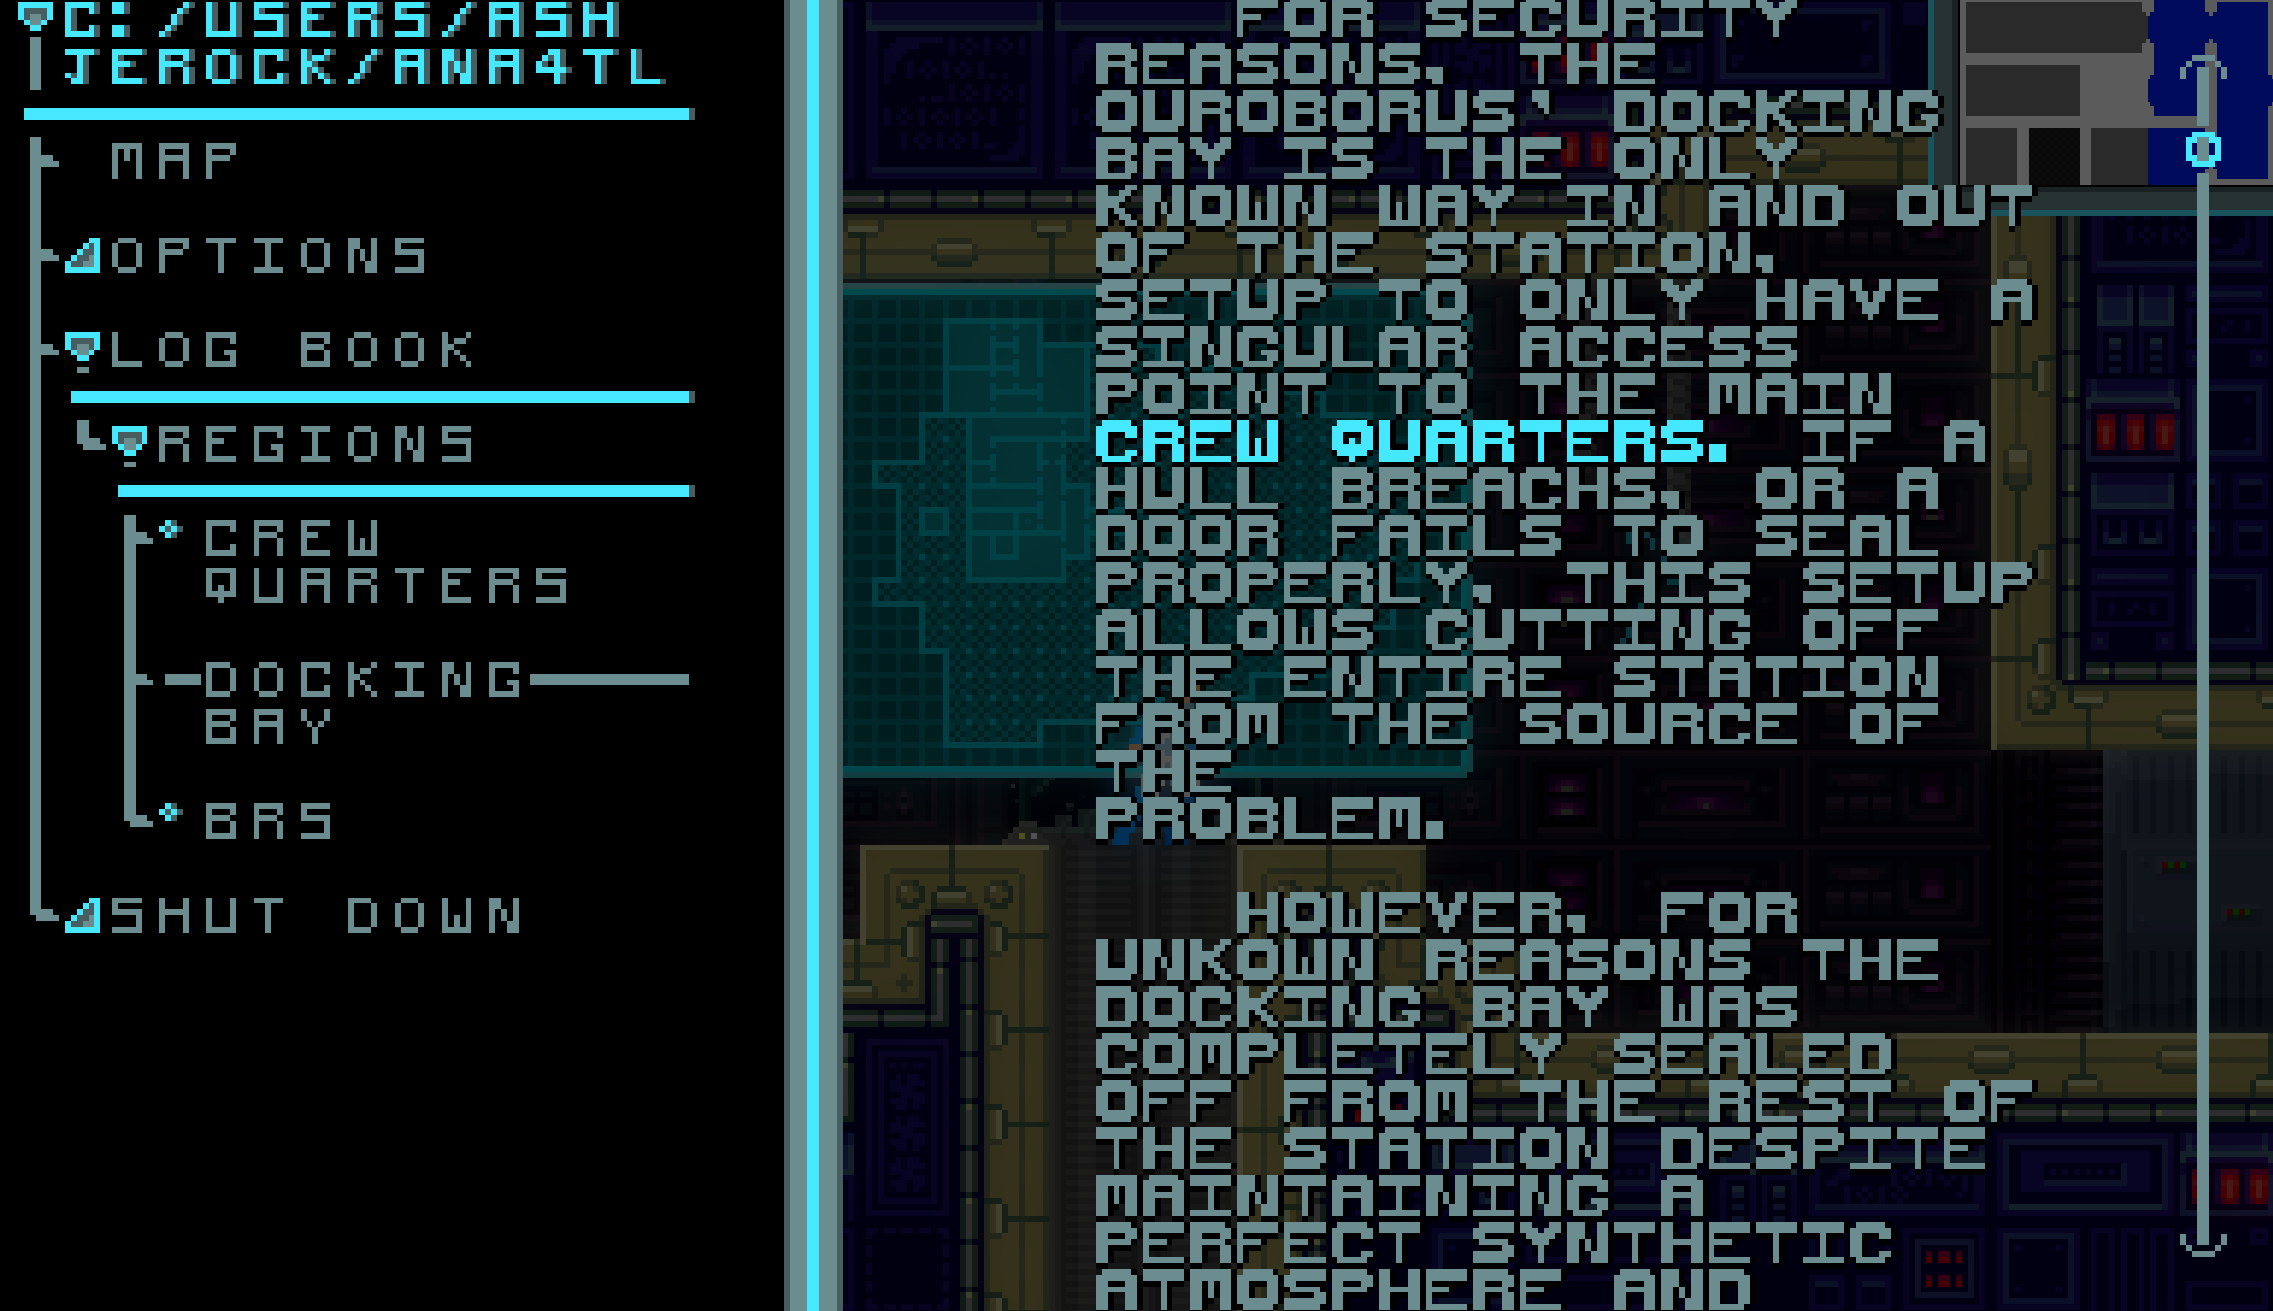 C:/USERS/ASH
JEROCK/ANA4TL
MAP
OPTIONS
LOG BOOK
REGIONS
CREW
QUARTERS
DOCKING
BAY
BRS
SHUT DOWN
FOR SECURITY
REASONS, THE
OUROBORUS' DOCKING
BAY IS THE ONLY
KNOWN WAY IN AND OUT
OF THE STATION,
SETUP TO ONLY HAVE A
SINGULAR ACCESS
POINT TO THE MAIN
CREW QUARTERS. IF A
HULL BREACHS, OR A
DOOR FAILS TO SEAL
PROPERLY, THIS SETUP
ALLOWS CUTTING OFF
THE ENTIRE STATION
FROM THE SOURCE OF
THE
PROBLEM.
HOWEVER, FOR
UNKOWN REASONS THE
DOCKING BAY WAS
COMPLETELY SEALED
OFF FROM THE REST OF
THE STATION DESPITE
MAINTAINING A
PERFECT SYNTHETIC
ATMOSPHERE AND